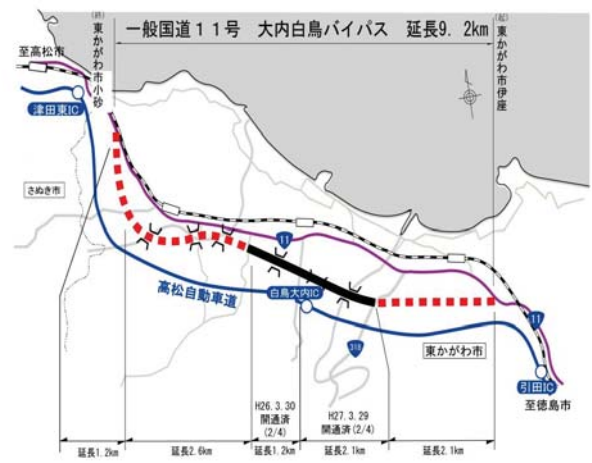 一般国道11号 大内白鳥バイパス 延長9.2km
(終)
東かがわ市小砂
(起)
東かがわ市伊座
至高松市
津田東IC
さぬき市
11
高松自動車道
白鳥大内IC
318
東かがわ市
11
引田IC
至徳島市
H26.3.30
開通済
(2/4)
H27.3.29
開通済(2/4)
延長1.2km
延長2.6km
延長1.2km
延長2.1km
延長2.1km